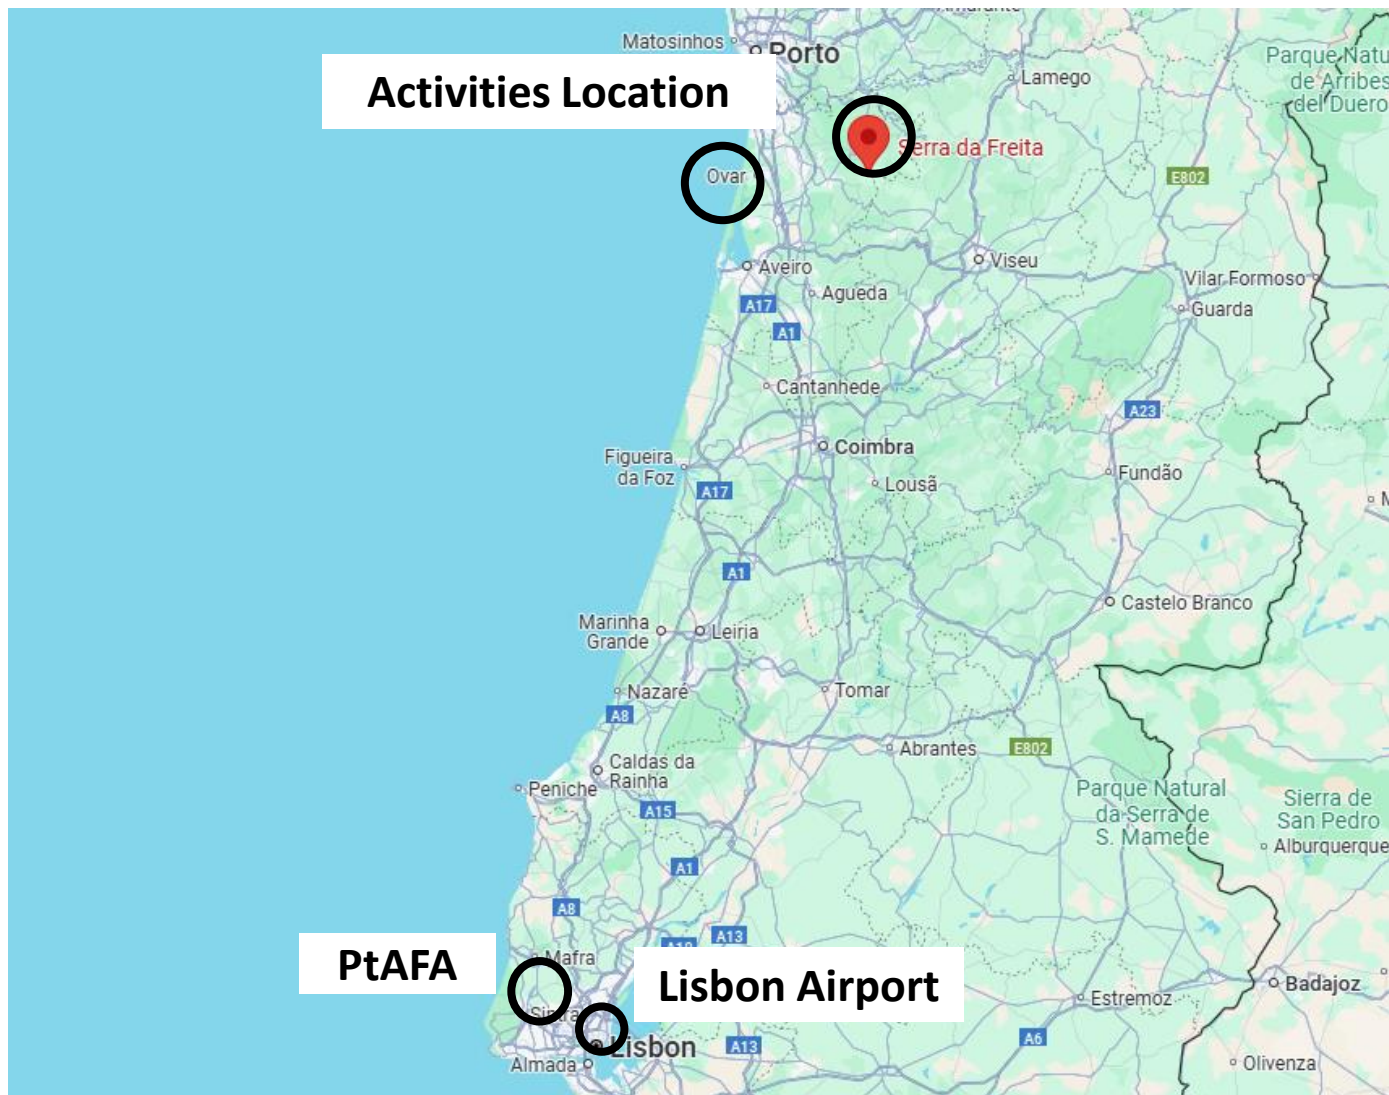 Amarante
Matosinhos
Porto
Parque Natu
de Arribes
del Duero
Lamego
Activities Location
Serra da Freita
Ovar
E802
Aveiro
Viseu
Vilar Formoso
Agueda
A17
Guarda
A1
Cantanhede
A23
Coimbra
Figueira
da Foz
Fundão
Lousã
A17
M
A1
Castelo Branco
Marinha
Grande
Leiria
Nazaré
Tomar
A8
Abrantes
E802
Caldas da
Rainha
Peniche
Parque Natural
da Serra de
S. Mamede
Sierra de
San Pedro
A15
Alburquerque
A1
A8
A13
PtAFA
Mafra
Lisbon Airport
Badajoz
Estremoz
Sintra
A6
Lisbon
A13
Almada
Olivenza